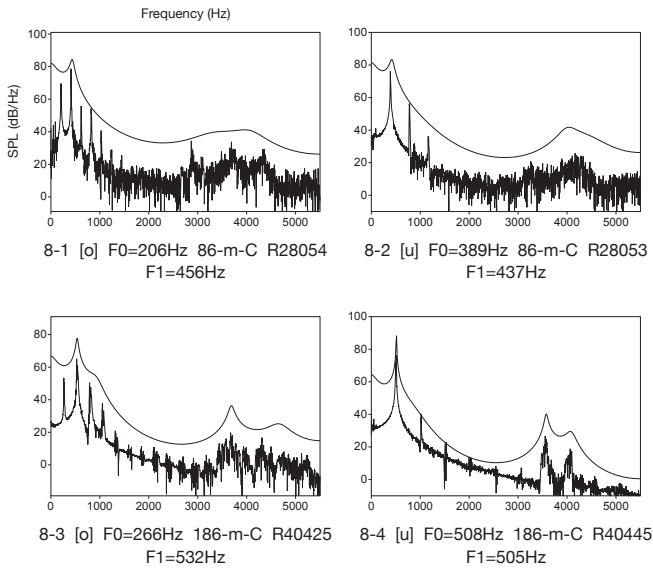 Frequency (Hz)
SPL (dB/Hz)
100
80
60
40
20
0
0 1000 2000 3000 4000 5000
8-1 [o] F0=206Hz 86-m-C R28054
F1=456Hz
100
80
60
40
20
0
0 1000 2000 3000 4000 5000
8-2 [u] F0=389Hz 86-m-C R28053
F1=437Hz
80
60
40
20
0
0 1000 2000 3000 4000 5000
8-3 [o] F0=266Hz 186-m-C R40425
F1=532Hz
100
80
60
40
20
0
0 1000 2000 3000 4000 5000
8-4 [u] F0=508Hz 186-m-C R40445
F1=505Hz